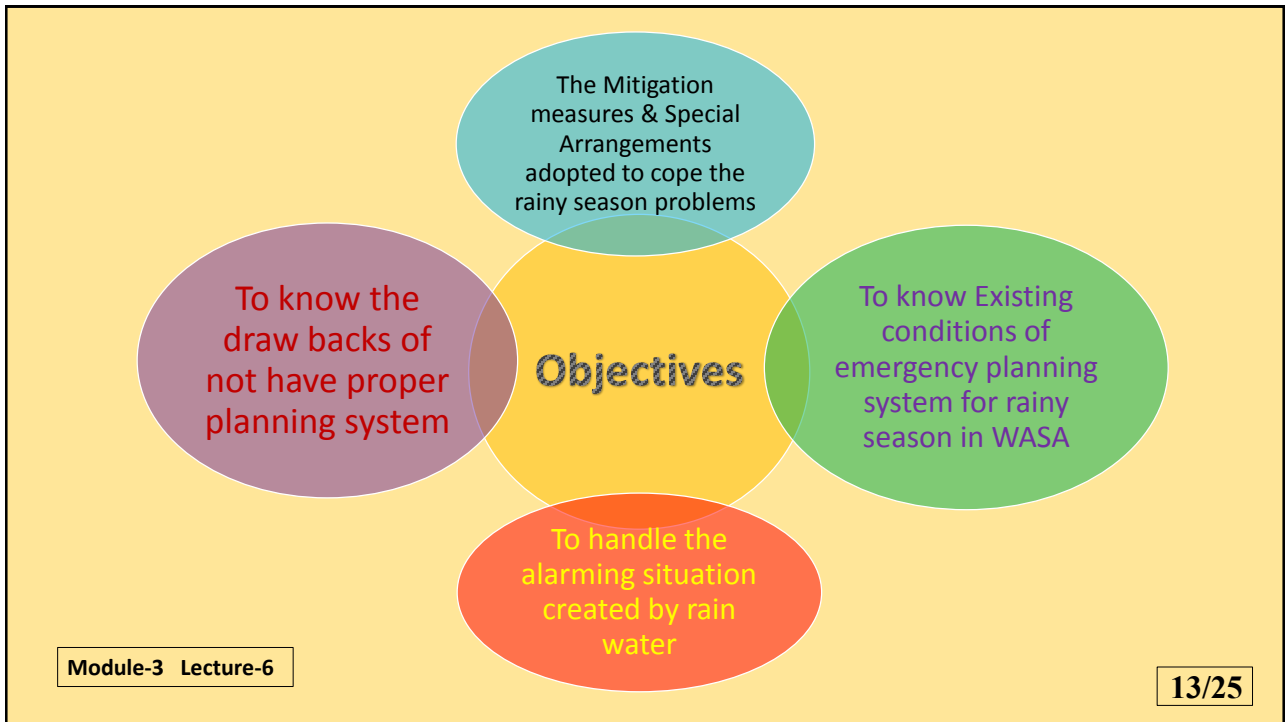 The Mitigation
measures & Special
Arrangements
adopted to cope the
rainy season problems
To know the
draw backs of
not have proper
planning system
Objectives
To know Existing
conditions of
emergency planning
system for rainy
season in WASA
To handle the
alarming situation
created by rain
water
Module-3 Lecture-6
13/25